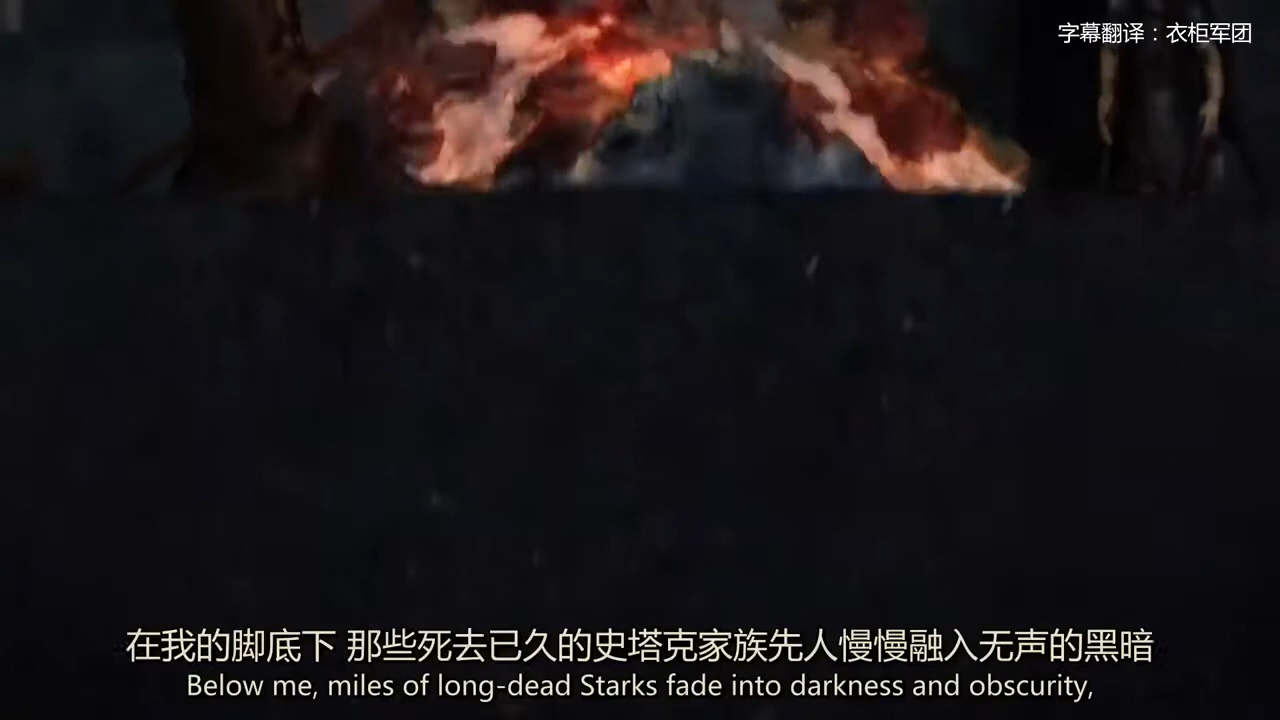 字幕翻译：衣柜军团
在我的脚底下 那些死去已久的史塔克家族先人慢慢融入无声的黑暗
Below me, miles of long-dead Starks fade into darkness and obscurity,